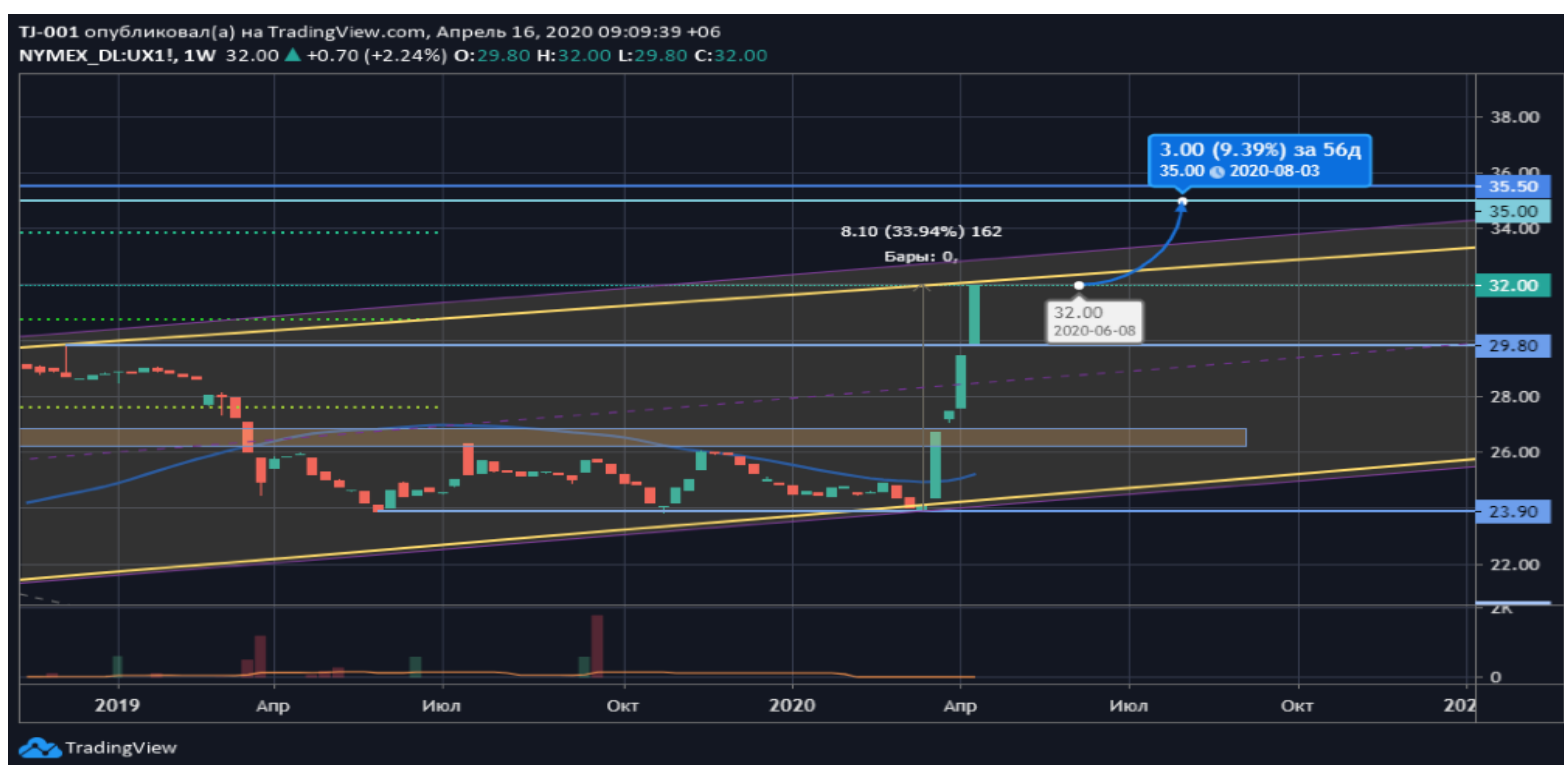 TJ-001 опубликовал(а) на TradingView.com, Апрель 16, 2020 09:09:39 +06
NYMEX_DL:UX1!, 1W 32.00 ▲ +0.70 (+2.24%) O:29.80 H:32.00 L:29.80 C:32.00
38.00
3.00 (9.39%) за 56д
35.00 2020-08-03
36.00
35.50
35.00
34.00
8.10 (33.94%) 162
Бары: 0,
32.00
32.00
2020-06-08
29.80
28.00
26.00
23.90
22.00
2K
0
2019 Апр Июл Окт 2020 Апр Июл Окт 202
TradingView